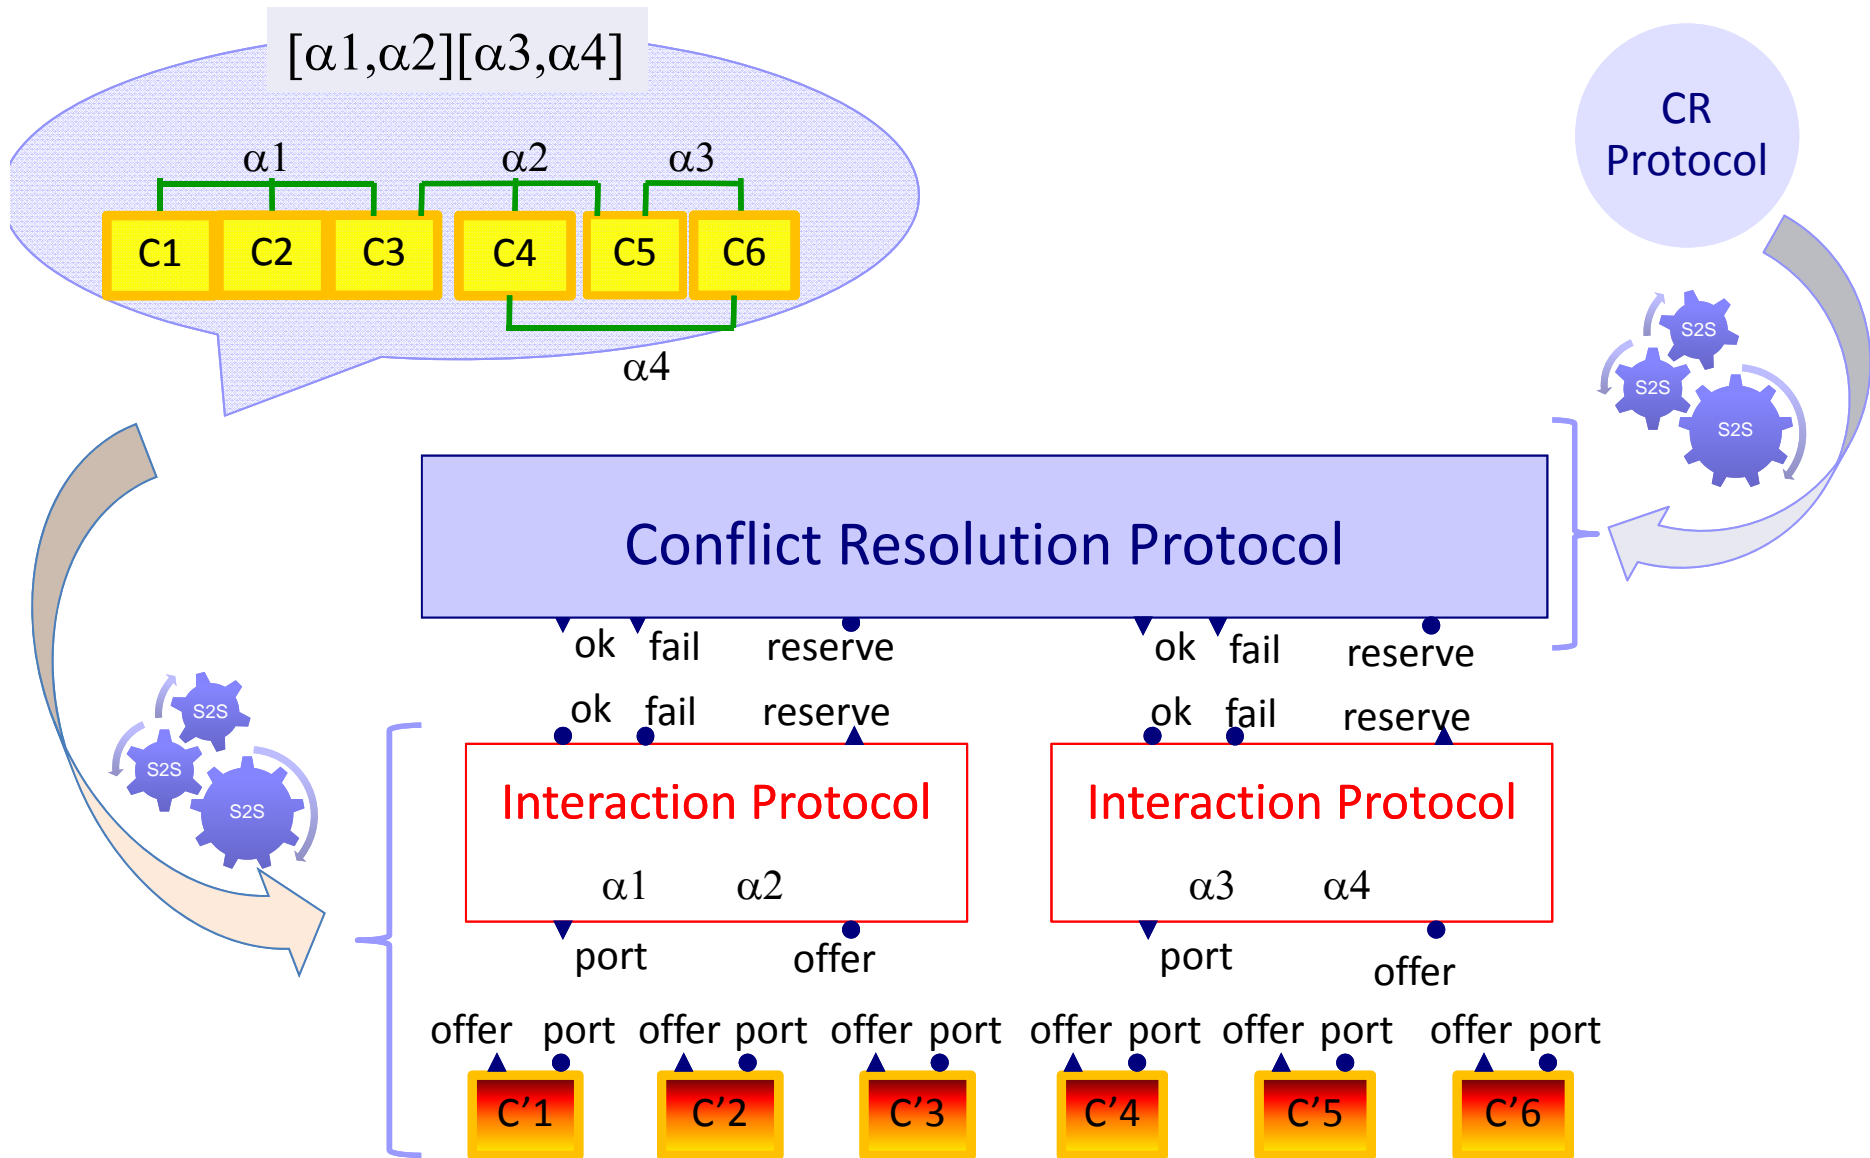 [α1,α2][α3,α4]
α1 α2 α3
C1 C2 C3 C4 C5 C6
α4
CR
Protocol
S2S
S2S
S2S
Conflict Resolution Protocol
ok fail reserve ok fail reserve
ok fail reserve ok fail reserve
S2S
S2S
S2S
Interaction Protocol Interaction Protocol
α1 α2 α3 α4
port offer port offer
offer port offer port offer port offer port offer port offer port
C’1 C’2 C’3 C’4 C’5 C’6